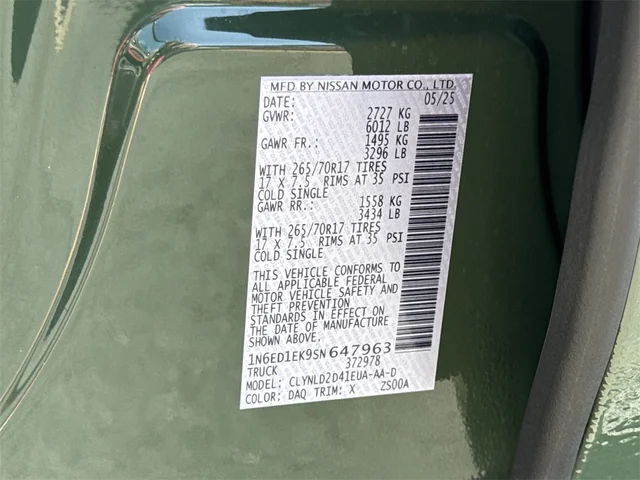 MFD BY NISSAN MOTOR CO., LTD.
DATE: 05/25
GVWR: 2727 KG
6012 LB
GAWR FR.: 1495 KG
3296 LB
WITH 265/70R17 TIRES
17 X 7.5 RIMS AT 35 PSI
COLD SINGLE
GAWR RR.: 1558 KG
3434 LB
WITH 265/70R17 TIRES
17 X 7.5 RIMS AT 35 PSI
COLD SINGLE
THIS VEHICLE CONFORMS TO
ALL APPLICABLE FEDERAL
MOTOR VEHICLE SAFETY AND
THEFT PREVENTION
STANDARDS IN EFFECT ON
THE DATE OF MANUFACTURE
SHOWN ABOVE.
1N6ED1EK9SN647963
TRUCK 372978
MODEL: CLYNLD2D41EUA-AA-D
COLOR: DAQ TRIM: X ZS00A